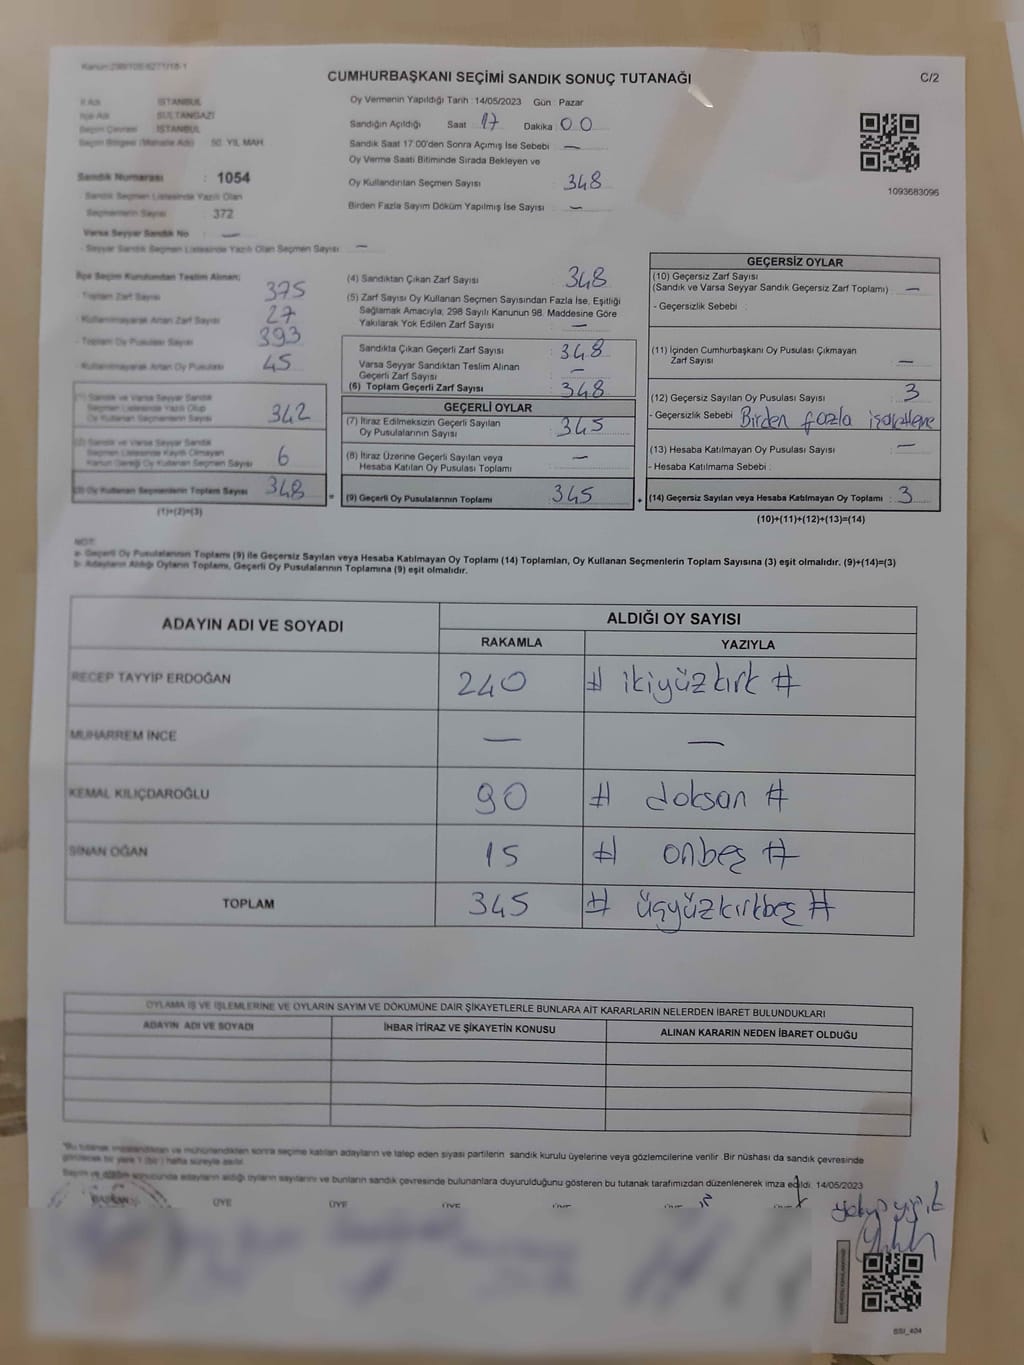 Kanun:298/105-6271/18-1
CUMHURBAŞKANI SEÇİMİ SANDIK SONUÇ TUTANAĞI
C/2
İl Adı : İSTANBUL
İlçe Adı : SULTANGAZİ
Seçim Çevresi : İSTANBUL
Seçim Bölgesi (Mahalle Adı) : 50. YIL MAH.
Sandık Numarası : 1054
Sandık Seçmen Listesinde Yazılı Olan
Seçmenlerin Sayısı : 372
Varsa Seyyar Sandık No : —
- Seyyar Sandık Seçmen Listesinde Yazılı Olan Seçmen Sayısı : —
Oy Vermenin Yapıldığı Tarih : 14/05/2023 Gün : Pazar
Sandığın Açıldığı Saat : 17 Dakika : 00
Sandık Saat 17:00'den Sonra Açımış İse Sebebi : —
Oy Verme Saati Bitiminde Sırada Bekleyen ve
Oy Kullandırılan Seçmen Sayısı : 348
Birden Fazla Sayım Döküm Yapılmış İse Sayısı : —
1093683096
İlçe Seçim Kurulundan Teslim Alınan;
- Toplam Zarf Sayısı : 375
- Kullanılmayarak Artan Zarf Sayısı : 27
- Toplam Oy Pusulası Sayısı : 393
- Kullanılmayarak Artan Oy Pusulası : 45
(1) Sandık ve Varsa Seyyar Sandık
Seçmen Listesinde Yazılı Olup
Oy Kullanan Seçmenlerin Sayısı : 342
(2) Sandık ve Varsa Seyyar Sandık
Seçmen Listesinde Kayıtlı Olmayan
Kanun Gereği Oy Kullanan Seçmen Sayısı : 6
(3) Oy Kullanan Seçmenlerin Toplam Sayısı : 348
(1)+(2)=(3)
(4) Sandıktan Çıkan Zarf Sayısı : 348
(5) Zarf Sayısı Oy Kullanan Seçmen Sayısından Fazla İse, Eşitliği
Sağlamak Amacıyla, 298 Sayılı Kanunun 98. Maddesine Göre
Yakılarak Yok Edilen Zarf Sayısı : —
Sandıkta Çıkan Geçerli Zarf Sayısı : 348
Varsa Seyyar Sandıktan Teslim Alınan
Geçerli Zarf Sayısı : —
(6) Toplam Geçerli Zarf Sayısı : 348
GEÇERLİ OYLAR
(7) İtiraz Edilmeksizin Geçerli Sayılan
Oy Pusulalarının Sayısı : 345
(8) İtiraz Üzerine Geçerli Sayılan veya
Hesaba Katılan Oy Pusulası Toplamı : —
= (9) Geçerli Oy Pusulalarının Toplamı : 345
GEÇERSİZ OYLAR
(10) Geçersiz Zarf Sayısı
(Sandık ve Varsa Seyyar Sandık Geçersiz Zarf Toplamı) : —
- Geçersizlik Sebebi :
(11) İçinden Cumhurbaşkanı Oy Pusulası Çıkmayan
Zarf Sayısı : —
(12) Geçersiz Sayılan Oy Pusulası Sayısı : 3
- Geçersizlik Sebebi : Birden fazla işaretleme
(13) Hesaba Katılmayan Oy Pusulası Sayısı : —
- Hesaba Katılmama Sebebi :
+ (14) Geçersiz Sayılan veya Hesaba Katılmayan Oy Toplamı : 3
(10)+(11)+(12)+(13)=(14)
NOT:
a- Geçerli Oy Pusulalarının Toplamı (9) ile Geçersiz Sayılan veya Hesaba Katılmayan Oy Toplamı (14) Toplamları, Oy Kullanan Seçmenlerin Toplam Sayısına (3) eşit olmalıdır. (9)+(14)=(3)
b- Adayların Aldığı Oyların Toplamı, Geçerli Oy Pusulalarının Toplamına (9) eşit olmalıdır.
ADAYIN ADI VE SOYADI
ALDIĞI OY SAYISI
RAKAMLA YAZIYLA
RECEP TAYYİP ERDOĞAN 240 # ikiyüzkırk #
MUHARREM İNCE — —
KEMAL KILIÇDAROĞLU 90 # doksan #
SİNAN OĞAN 15 # onbeş #
TOPLAM 345 # üçyüzkırkbeş #
OYLAMA İŞ VE İŞLEMLERİNE VE OYLARIN SAYIM VE DÖKÜMÜNE DAİR ŞİKAYETLERLE BUNLARA AİT KARARLARIN NELERDEN İBARET BULUNDUKLARI
ADAYIN ADI VE SOYADI İHBAR İTİRAZ VE ŞİKAYETİN KONUSU ALINAN KARARIN NEDEN İBARET OLDUĞU
*Bu tutanak imzalandıktan ve mühürlendikten sonra seçime katılan adayların ve talep eden siyasi partilerin sandık kurulu üyelerine veya gözlemcilerine verilir. Bir nüshası da sandık çevresinde
görülecek bir yere 1 (bir) hafta süreyle asılır.
Sayım ve döküm sonucunda adayların aldığı oyların sayılarını ve bunların sandık çevresinde bulunanlara duyurulduğunu gösteren bu tutanak tarafımızdan düzenlenerek imza edildi. 14/05/2023
BAŞKAN ÜYE ÜYE ÜYE
yakup yiğit
SSI_404